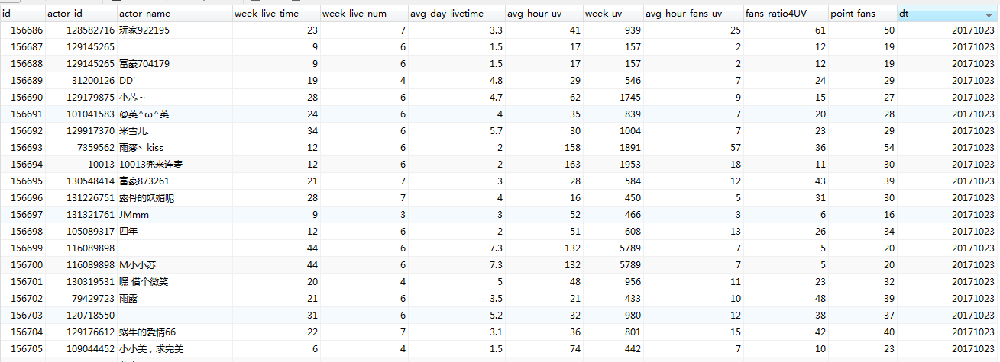 id actor_id actor_name week_live_time week_live_num avg_day_livetime avg_hour_uv week_uv avg_hour_fans_uv fans_ratio4UV point_fans dt
156686 128582716 玩家922195 23 7 3.3 41 939 25 61 50 20171023
156687 129145265 9 6 1.5 17 157 2 12 19 20171023
156688 129145265 富豪704179 9 6 1.5 17 157 2 12 19 20171023
156689 31200126 DD' 19 4 4.8 29 546 7 24 29 20171023
156690 129179875 小芯~ 28 6 4.7 62 1745 9 15 27 20171023
156691 101041583 @英^ω^英 24 6 4 35 839 7 20 28 20171023
156692 129917370 米雪儿. 34 6 5.7 30 1004 7 23 29 20171023
156693 7359562 雨愛丶kiss 12 6 2 158 1891 57 36 54 20171023
156694 10013 10013兜来连麦 12 6 2 163 1953 18 11 30 20171023
156695 130548414 富豪873261 21 7 3 28 584 12 43 39 20171023
156696 131226751 露骨的妖媚呢 28 7 4 16 450 5 31 30 20171023
156697 131321761 JMmm 9 3 3 52 466 3 6 16 20171023
156698 105089317 四年 12 6 2 51 608 13 26 34 20171023
156699 116089898 44 6 7.3 132 5789 7 5 20 20171023
156700 116089898 M小小苏 44 6 7.3 132 5789 7 5 20 20171023
156701 130319531 嘿 借个微笑 20 4 5 48 956 11 23 32 20171023
156702 79429723 雨露 21 6 3.5 21 433 10 48 39 20171023
156703 120718550 31 6 5.2 32 980 12 38 37 20171023
156704 129176612 蜗牛的爱情66 22 7 3.1 36 801 15 42 40 20171023
156705 109044452 小小美，求完美 6 4 1.5 74 442 7 10 23 20171023